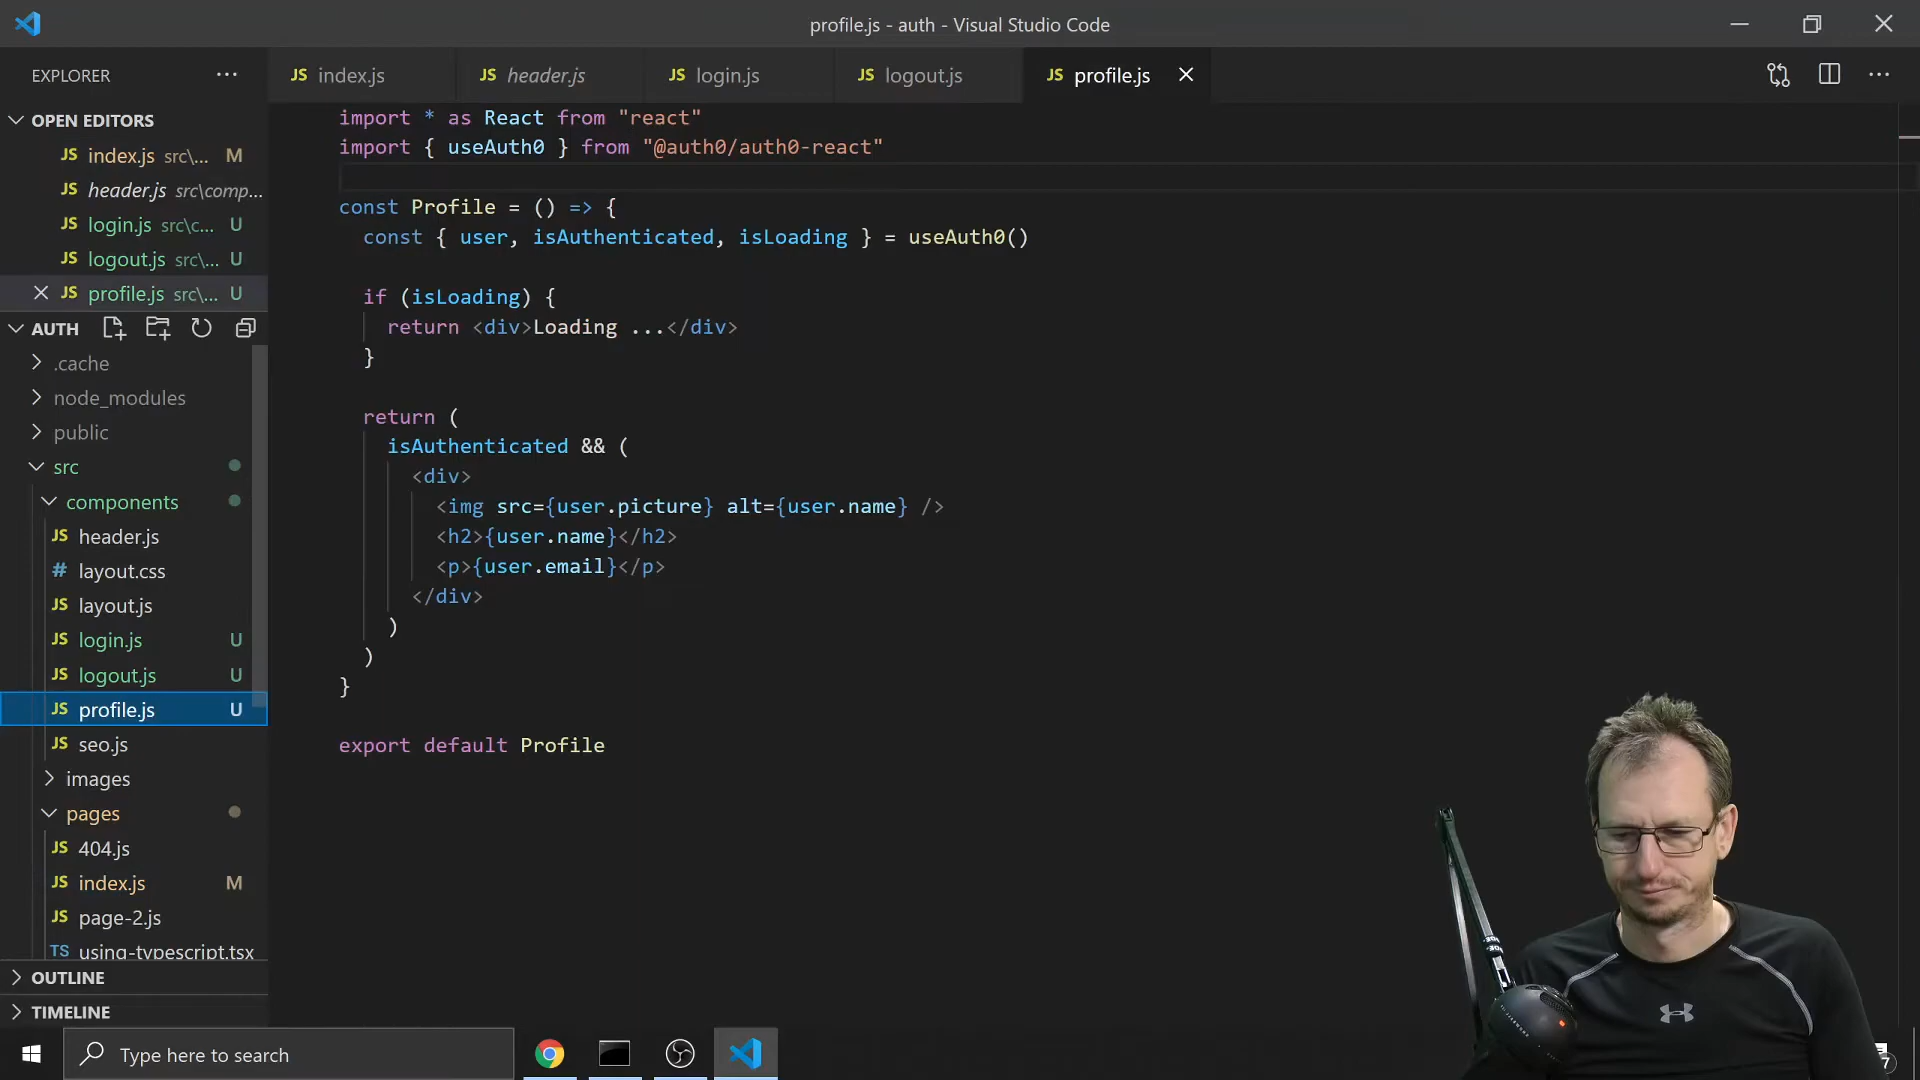 profile.js - auth - Visual Studio Code
EXPLORER
JS index.js
JS header.js
JS login.js
JS logout.js
JS profile.js
OPEN EDITORS
JS index.js src\... M
JS header.js src\comp...
JS login.js src\c... U
JS logout.js src\... U
JS profile.js src\... U
AUTH
.cache
node_modules
public
src
components
JS header.js
# layout.css
JS layout.js
JS login.js U
JS logout.js U
JS profile.js U
JS seo.js
images
pages
JS 404.js
JS index.js M
JS page-2.js
TS using-typescript.tsx
OUTLINE
TIMELINE
import * as React from "react"
import { useAuth0 } from "@auth0/auth0-react"
const Profile = () => {
const { user, isAuthenticated, isLoading } = useAuth0()
if (isLoading) {
return <div>Loading ...</div>
}
return (
isAuthenticated && (
<div>
<img src={user.picture} alt={user.name} />
<h2>{user.name}</h2>
<p>{user.email}</p>
</div>
)
)
}
export default Profile
Type here to search
7